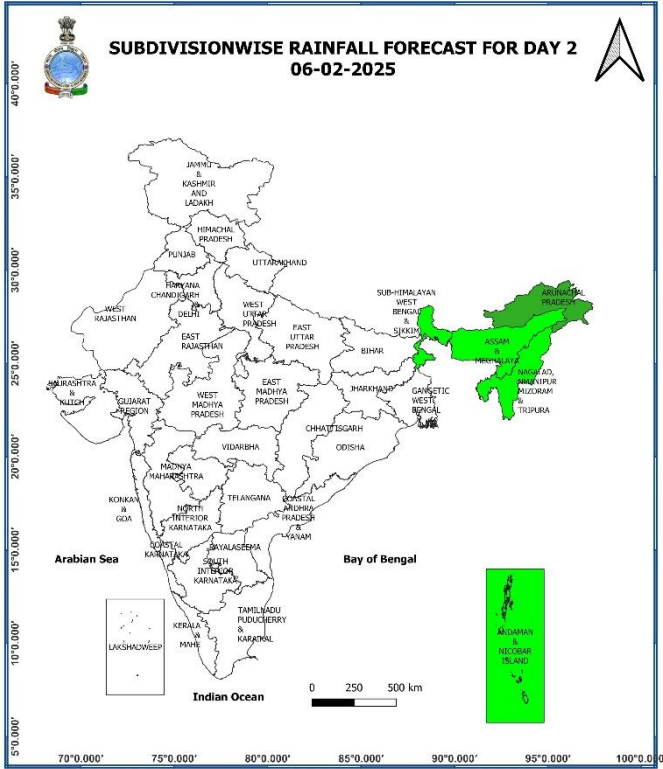 SUBDIVISIONWISE RAINFALL FORECAST FOR DAY 2
06-02-2025
40°0.000'
35°0.000'
30°0.000'
25°0.000'
20°0.000'
15°0.000'
10°0.000'
5°0.000'
JAMMU
&
KASHMIR
AND
LADAKH
HIMACHAL
PRADESH
PUNJAB
UTTARAKHAND
HARYANA
CHANDIGARH
DELHI
WEST
RAJASTHAN
WEST
UTTAR
PRADESH
EAST
RAJASTHAN
EAST
UTTAR
PRADESH
BIHAR
SUB-HIMALAYAN
WEST
BENGAL
&
SIKKIM
ARUNACHAL
PRADESH
ASSAM
&
MEGHALAYA
MIZORAM
&
TRIPURA
SAURASHTRA
&
KUTCH
GUJARAT
REGION
WEST
MADHYA
PRADESH
EAST
MADHYA
PRADESH
JHARKHAND
GANGETIC
WEST
BENGAL
CHHATTISGARH
ODISHA
VIDARBHA
MADHYA
MAHARASHTRA
TELANGANA
KONKAN
&
GOA
NORTH
INTERIOR
KARNATAKA
COASTAL
ANDHRA
PRADESH
&
YANAM
COASTAL
KARNATAKA
RAYALASEEMA
SOUTH
INTERIOR
KARNATAKA
Arabian Sea
Bay of Bengal
LAKSHADWEEP
KERALA
&
MAHE
TAMILNADU
PUDUCHERRY
&
KARAIKAL
ANDAMAN
&
NICOBAR
ISLAND
Indian Ocean
0 250 500 km
70°0.000' 75°0.000' 80°0.000' 85°0.000' 90°0.000' 95°0.000' 100°0.000'